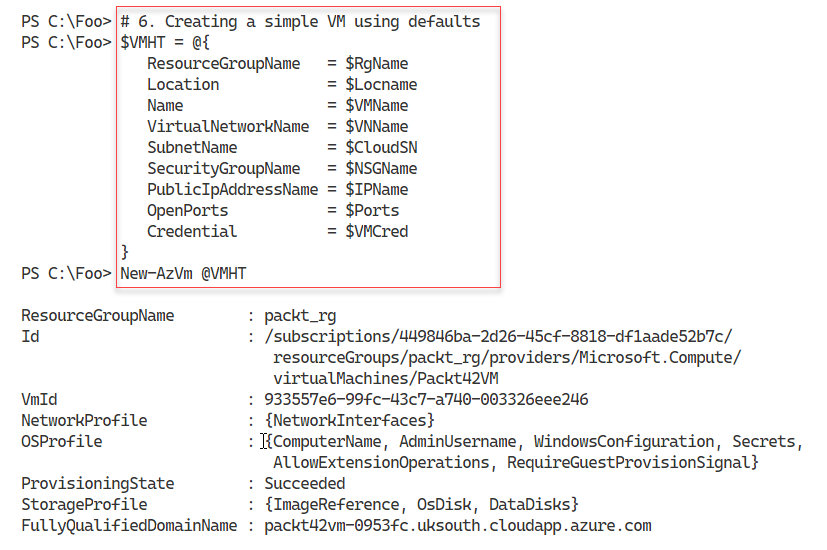 PS C:\Foo> # 6. Creating a simple VM using defaults
PS C:\Foo> $VMHT = @{
ResourceGroupName   = $RgName
Location            = $Locname
Name                = $VMName
VirtualNetworkName  = $VNName
SubnetName          = $CloudSN
SecurityGroupName   = $NSGName
PublicIpAddressName = $IPName
OpenPorts           = $Ports
Credential          = $VMCred
}
PS C:\Foo> New-AzVm @VMHT
ResourceGroupName        : packt_rg
Id                       : /subscriptions/449846ba-2d26-45cf-8818-df1aade52b7c/
resourceGroups/packt_rg/providers/Microsoft.Compute/
virtualMachines/Packt42VM
VmId                     : 933557e6-99fc-43c7-a740-003326eee246
NetworkProfile           : {NetworkInterfaces}
OSProfile                : {ComputerName, AdminUsername, WindowsConfiguration, Secrets,
AllowExtensionOperations, RequireGuestProvisionSignal}
ProvisioningState        : Succeeded
StorageProfile           : {ImageReference, OsDisk, DataDisks}
FullyQualifiedDomainName : packt42vm-0953fc.uksouth.cloudapp.azure.com